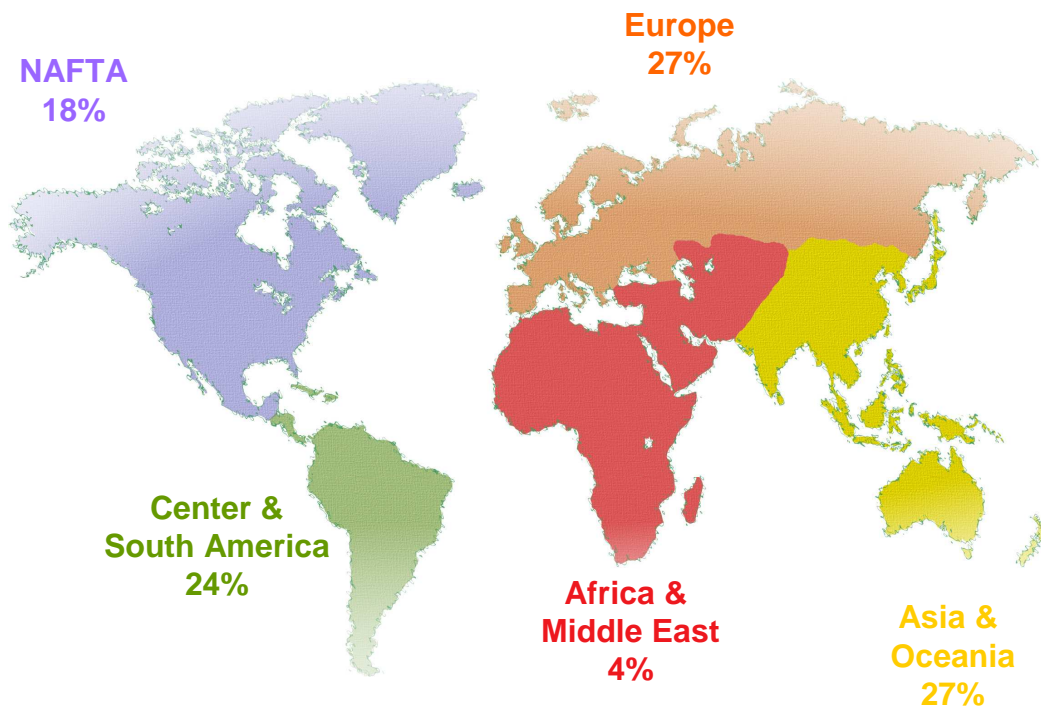 Europe
27%
NAFTA
18%
Center &
South America
24%
Africa &
Middle East
4%
Asia &
Oceania
27%